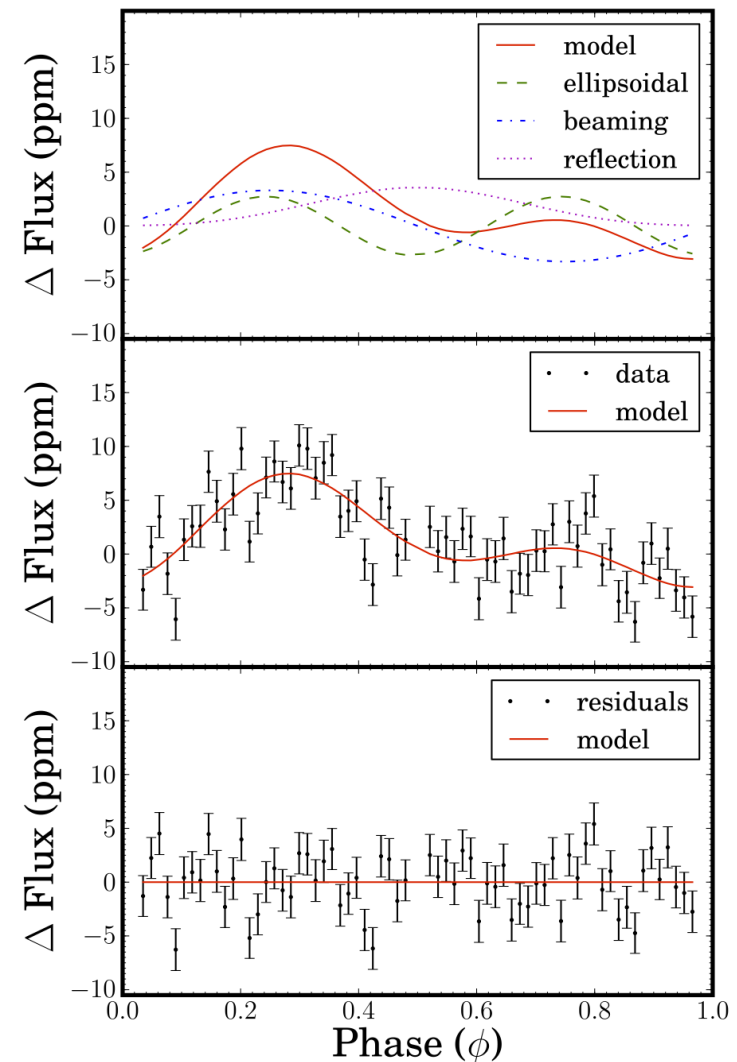 Δ Flux (ppm)
15
10
5
0
−5
−10
model
ellipsoidal
beaming
reflection
Δ Flux (ppm)
15
10
5
0
−5
−10
data
model
Δ Flux (ppm)
15
10
5
0
−5
−10
residuals
model
0.0 0.2 0.4 0.6 0.8 1.0
Phase (ϕ)